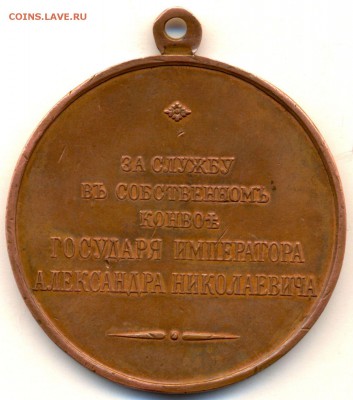 COINS.LAVE.RU
ЗА СЛУЖБУ
ВЪ СОБСТВЕННОМЪ
КОНВОѢ
ГОСУДАРЯ ИМПЕРАТОРА
АЛЕКСАНДРА НИКОЛАЕВИЧА